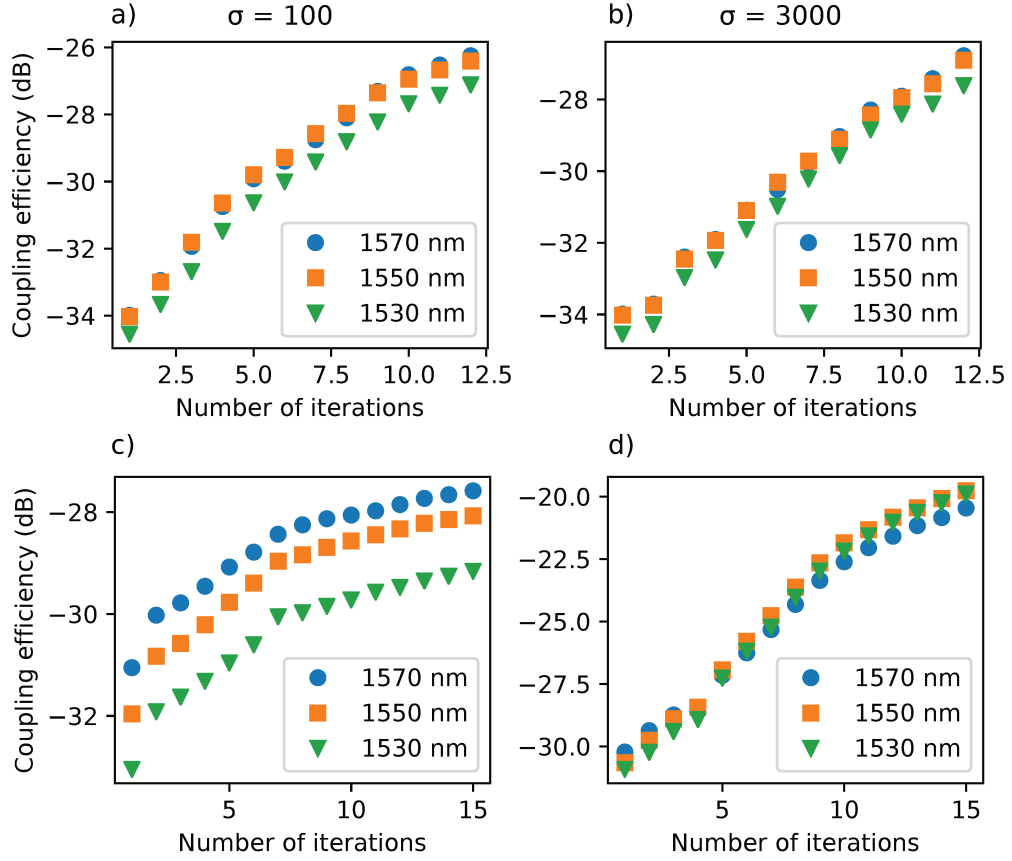 a) σ = 100
b) σ = 3000
Coupling efficiency (dB)
−26
−28
−30
−32
−34
1570 nm
1550 nm
1530 nm
2.5 5.0 7.5 10.0 12.5
Number of iterations
−28
−30
−32
−34
1570 nm
1550 nm
1530 nm
2.5 5.0 7.5 10.0 12.5
Number of iterations
c)
d)
Coupling efficiency (dB)
−28
−30
−32
1570 nm
1550 nm
1530 nm
5 10 15
Number of iterations
−20.0
−22.5
−25.0
−27.5
−30.0
1570 nm
1550 nm
1530 nm
5 10 15
Number of iterations